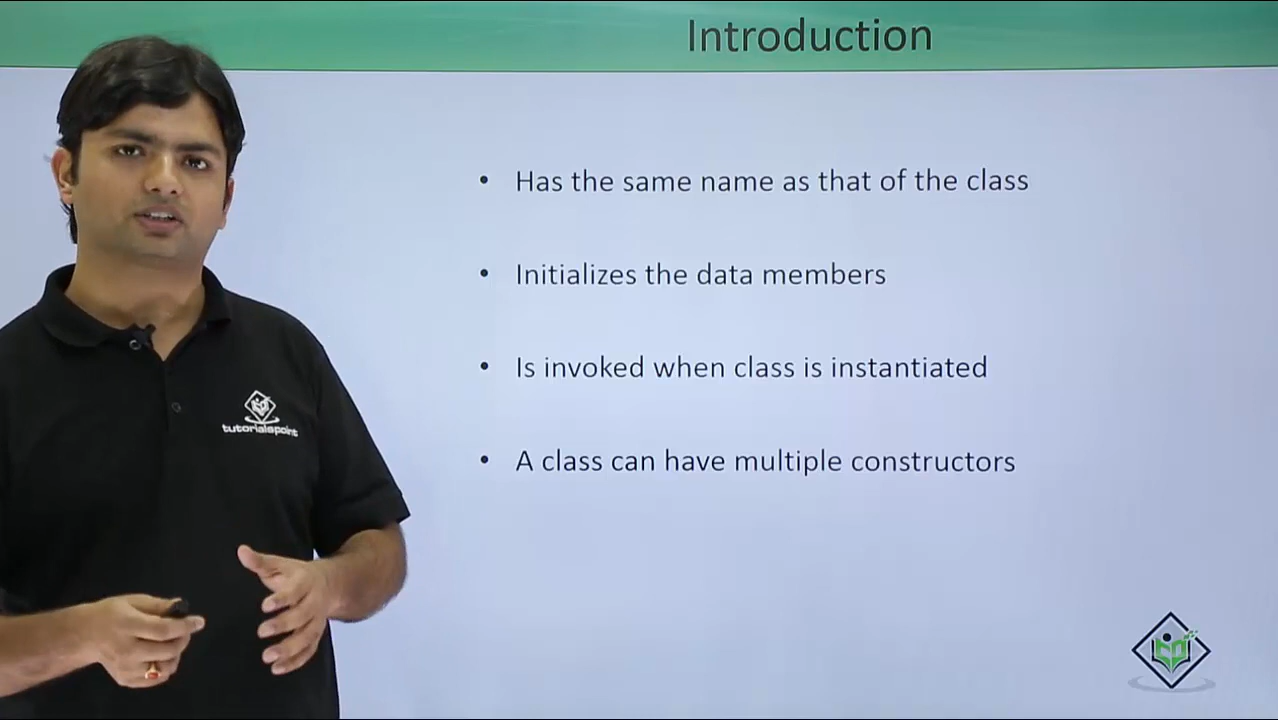 Introduction
• Has the same name as that of the class
• Initializes the data members
• Is invoked when class is instantiated
• A class can have multiple constructors
tutorialspoint